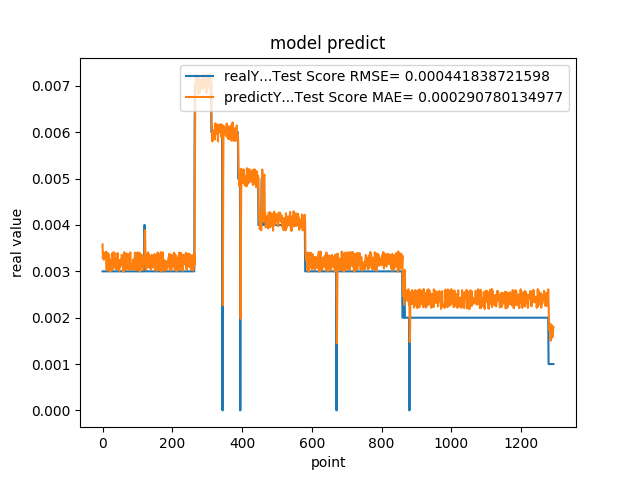 model predict
realY...Test Score RMSE= 0.000441838721598
predictY...Test Score MAE= 0.000290780134977
real value
0.007
0.006
0.005
0.004
0.003
0.002
0.001
0.000
0 200 400 600 800 1000 1200
point